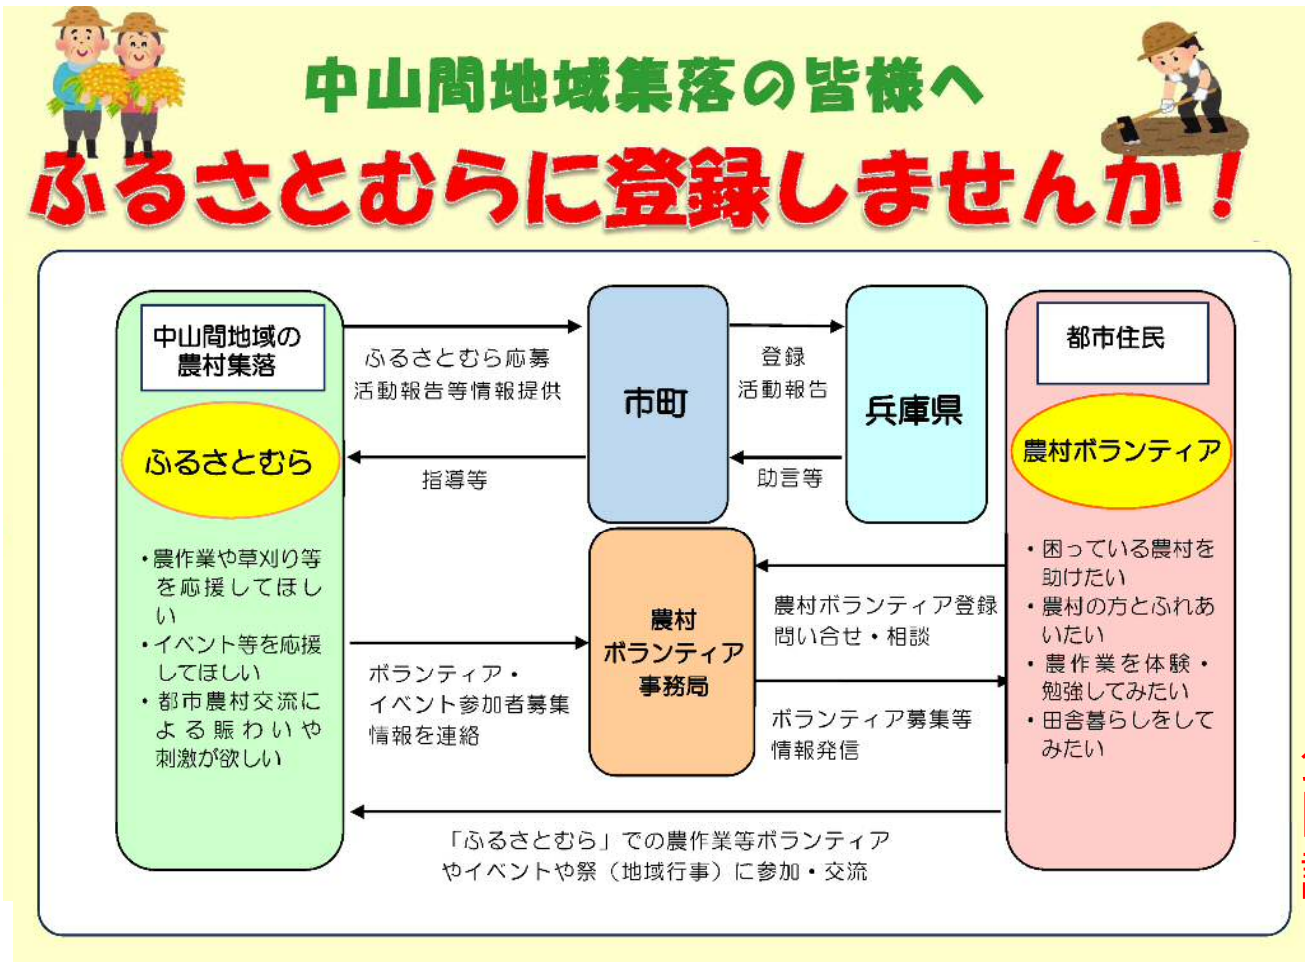 中山間地域集落の皆様へ
ふるさとむらに登録しませんか！
中山間地域の
農村集落
ふるさとむら
・農作業や草刈り等
を応援してほし
い
・イベント等を応援
してほしい
・都市農村交流に
よる賑わいや
刺激が欲しい
ふるさとむら応募
活動報告等情報提供
指導等
市町
登録
活動報告
助言等
兵庫県
ボランティア・
イベント参加者募集
情報を連絡
農村
ボランティア
事務局
農村ボランティア登録
問い合せ・相談
ボランティア募集等
情報発信
都市住民
農村ボランティア
・困っている農村を
助けたい
・農村の方とふれあ
いたい
・農作業を体験・
勉強してみたい
・田舎暮らしをして
みたい
「ふるさとむら」での農作業等ボランティア
やイベントや祭（地域行事）に参加・交流